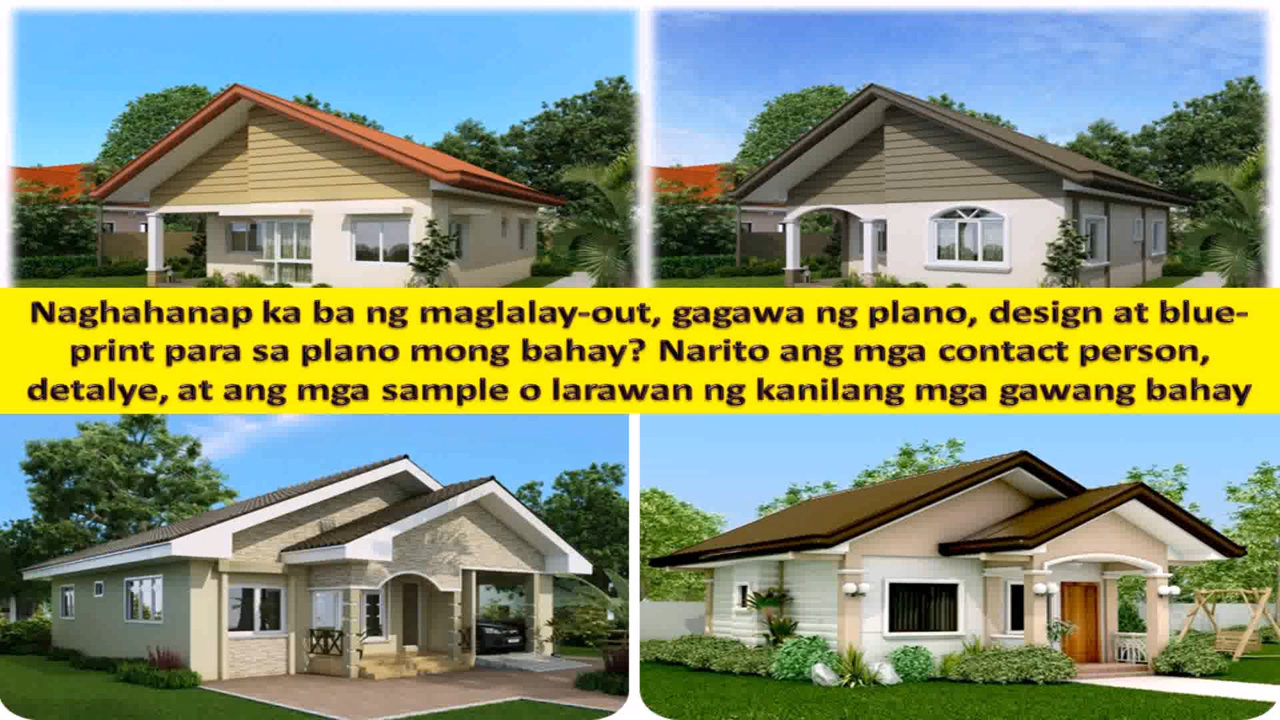 Naghahanap ka ba ng maglalay-out, gagawa ng plano, design at blue-
print para sa plano mong bahay? Narito ang mga contact person,
detalye, at ang mga sample o larawan ng kanilang mga gawang bahay